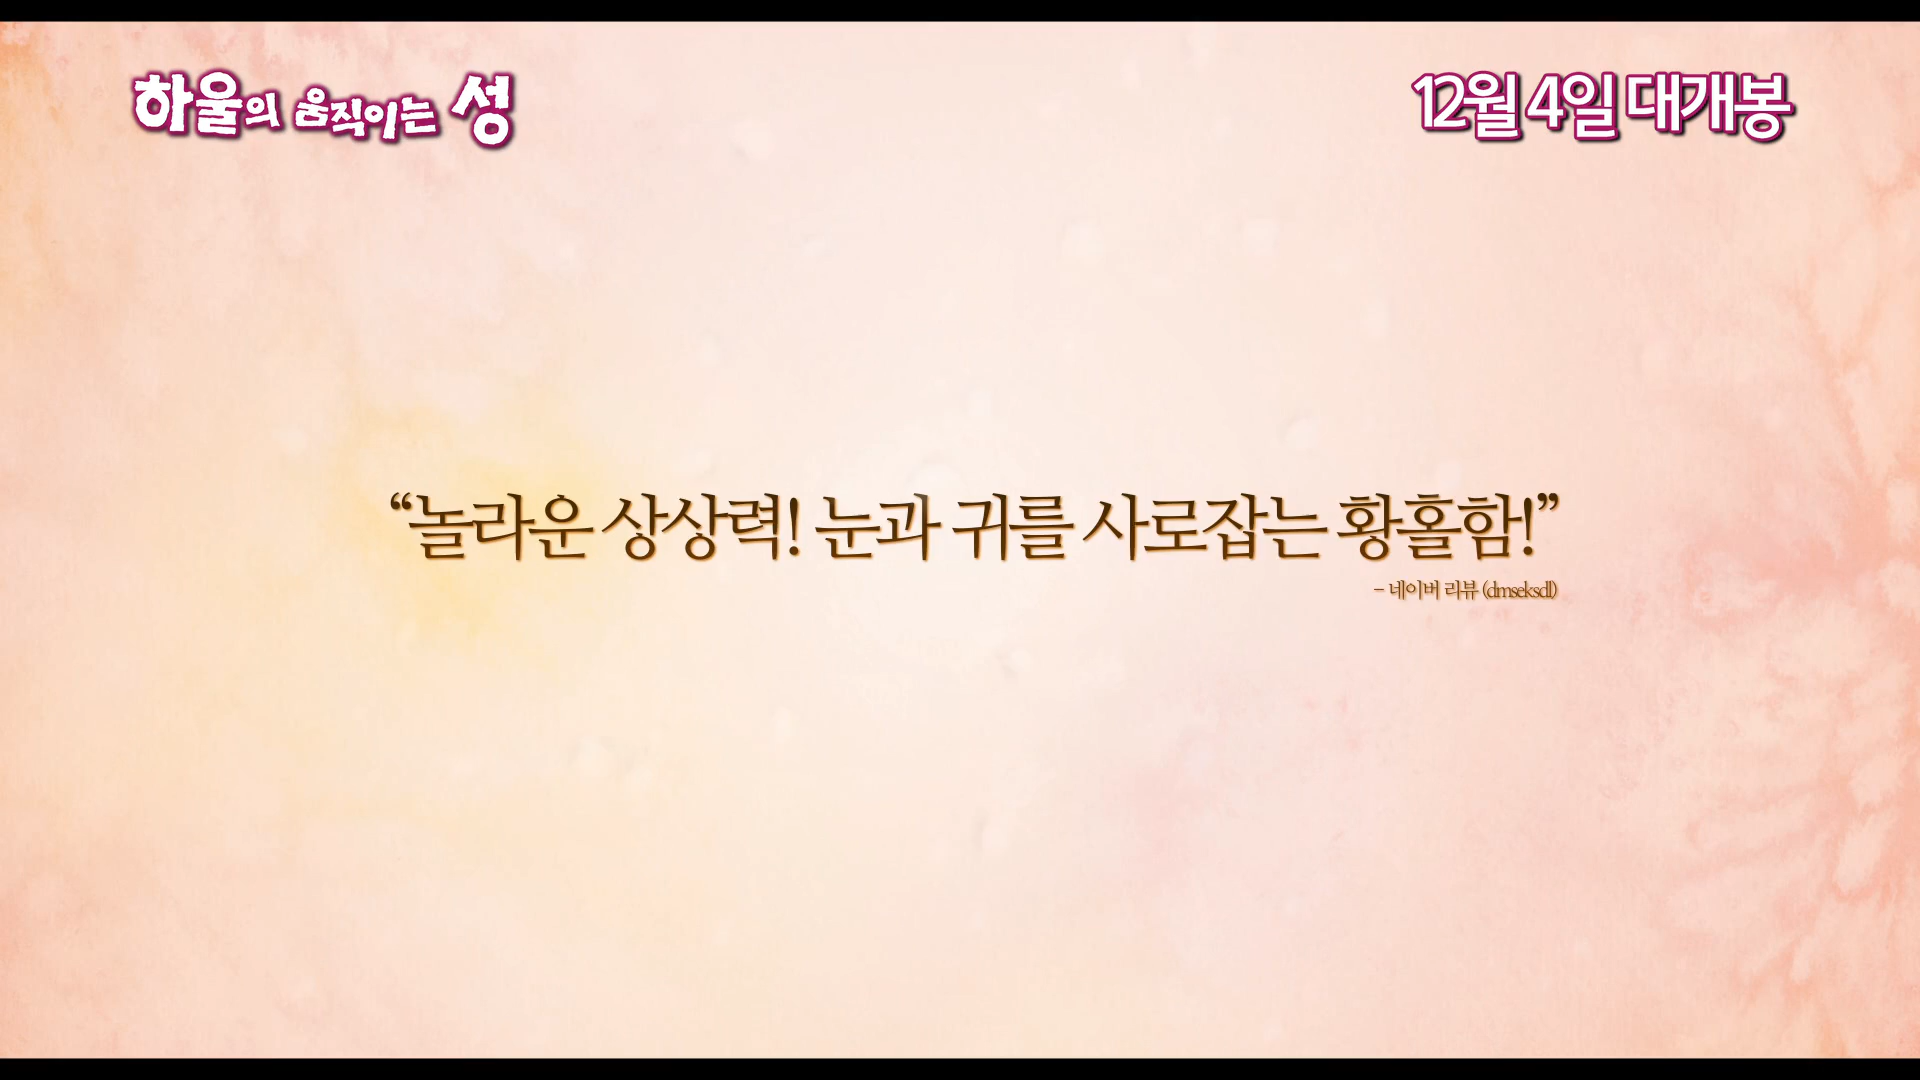 하울의 움직이는 성
12월 4일 대개봉
“놀라운 상상력! 눈과 귀를 사로잡는 황홀함!”
- 네이버 리뷰 (dmseksdl)